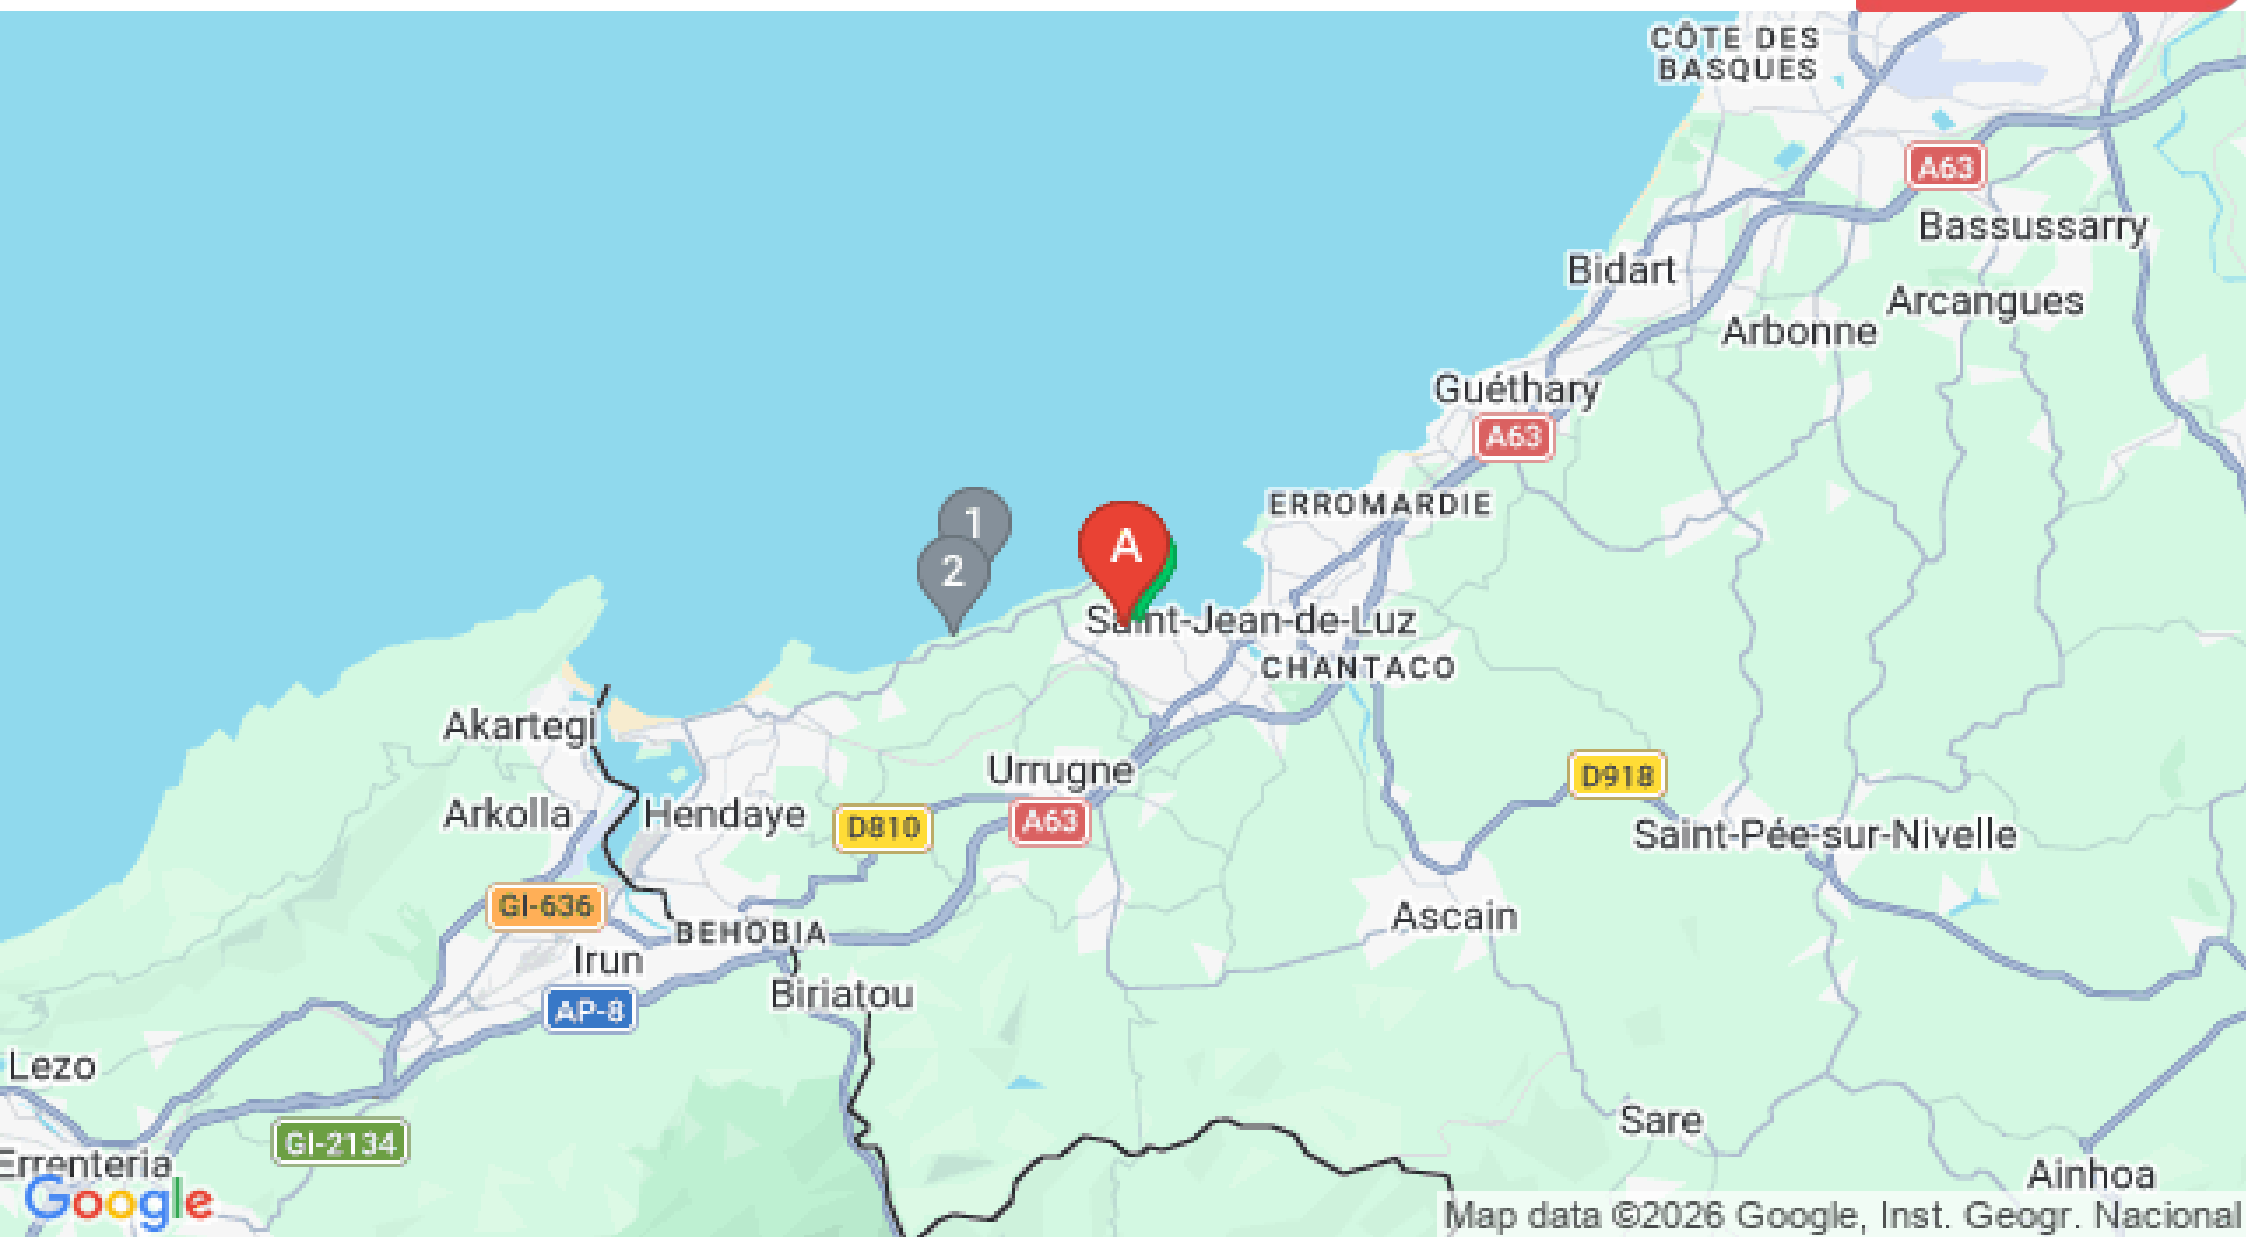 CÔTE DES
BASQUES
A63
Bassussarry
Bidart
Arcangues
Arbonne
Guéthary
A63
ERROMARDIE
1
A
2
Saint-Jean-de-Luz
CHANTACO
Akartegi
Urrugne
D918
Arkolla
Hendaye
D810
A63
Saint-Pée-sur-Nivelle
GI-636
Ascain
BEHOBIA
Irun
Biriatou
AP-8
Lezo
Sare
GI-2134
Errenteria
Ainhoa
Google
Map data ©2026 Google, Inst. Geogr. Nacional